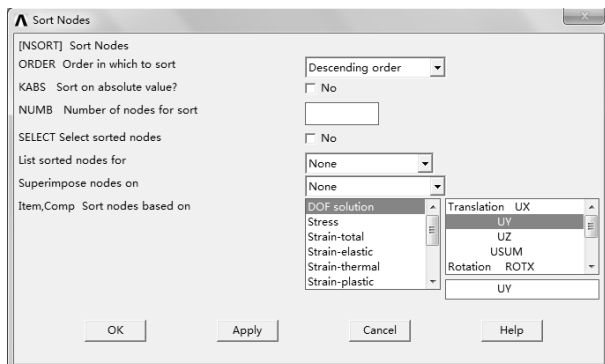 Sort Nodes
[NSORT] Sort Nodes
ORDER Order in which to sort
Descending order
KABS Sort on absolute value?
No
NUMB Number of nodes for sort
SELECT Select sorted nodes
No
List sorted nodes for
None
Superimpose nodes on
None
Item,Comp Sort nodes based on
DOF solution
Stress
Strain-total
Strain-elastic
Strain-thermal
Strain-plastic
Translation UX
UY
UZ
USUM
Rotation ROTX
UY
OK
Apply
Cancel
Help